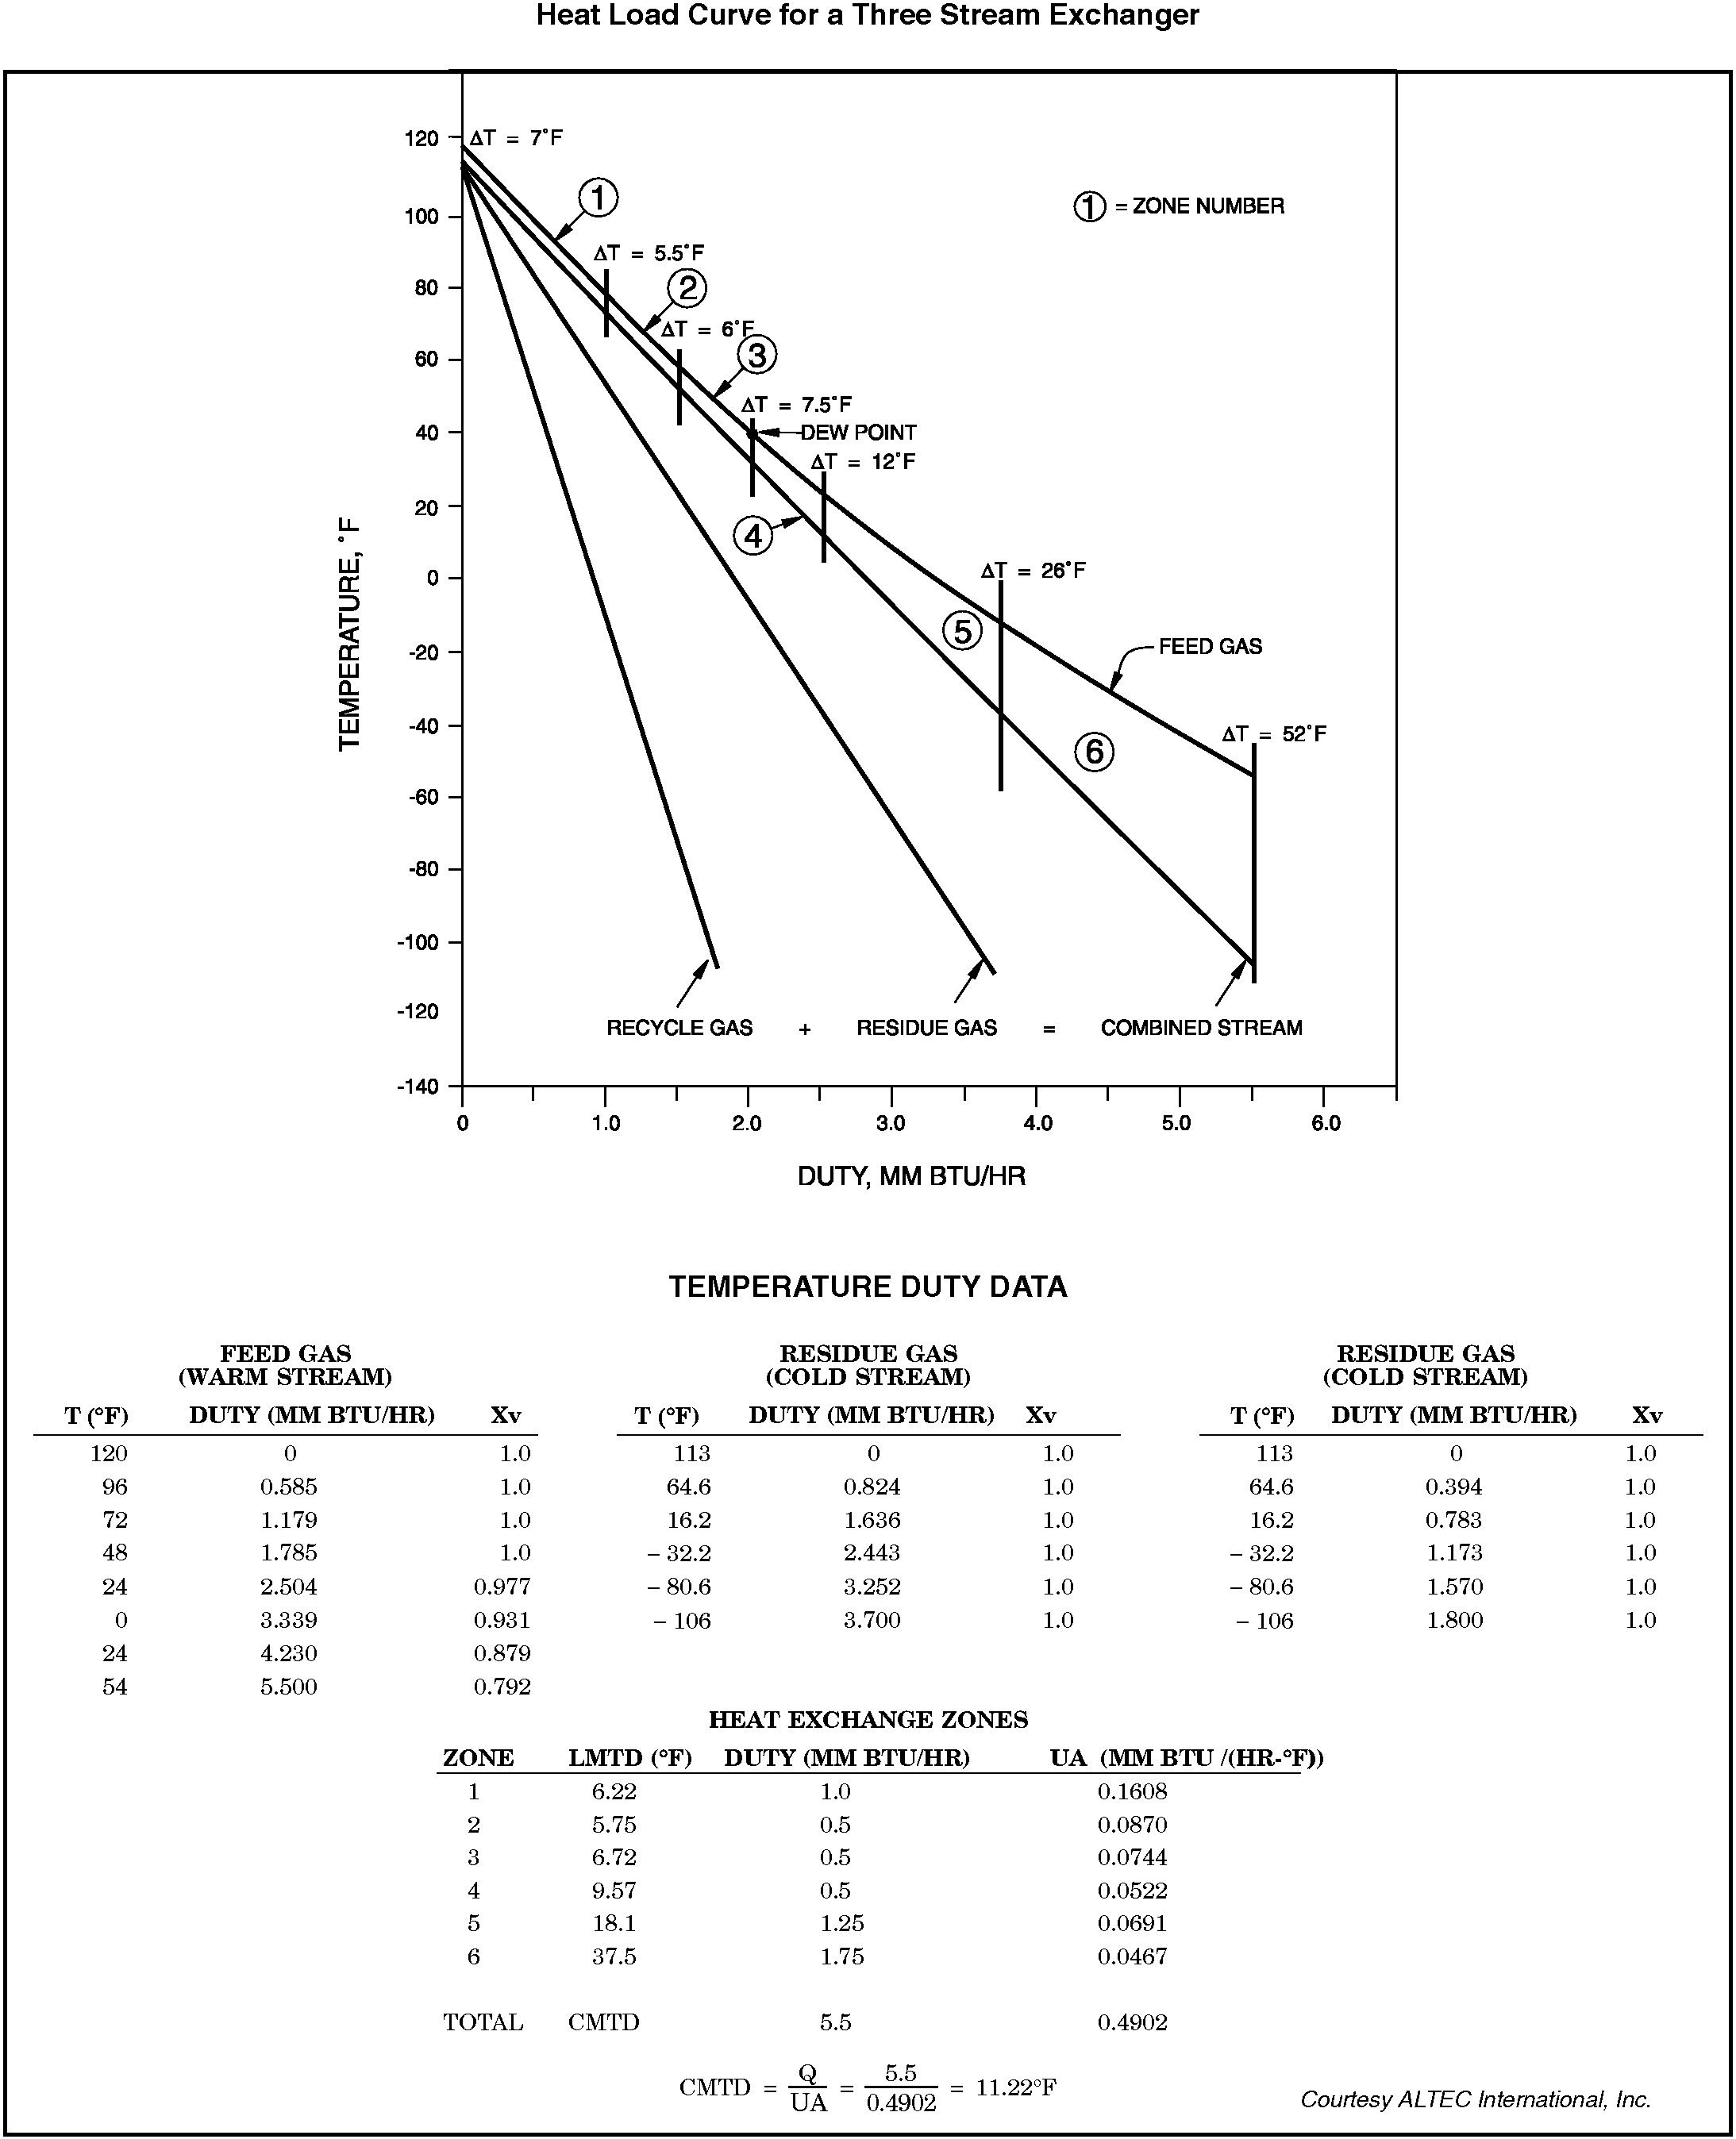 Heat Load Curve for a Three Stream Exchanger
120
ΔT = 7°F
1
1 = ZONE NUMBER
100
ΔT = 5.5°F
80
2
ΔT = 6°F
60
3
ΔT = 7.5°F
40
DEW POINT
ΔT = 12°F
20
4
0
ΔT = 26°F
5
-20
FEED GAS
-40
ΔT = 52°F
6
-60
-80
-100
-120
RECYCLE GAS + RESIDUE GAS = COMBINED STREAM
-140
TEMPERATURE, °F
0 1.0 2.0 3.0 4.0 5.0 6.0
DUTY, MM BTU/HR
TEMPERATURE DUTY DATA
FEED GAS
(WARM STREAM)
T (°F) DUTY (MM BTU/HR) Xv
120 0 1.0
96 0.585 1.0
72 1.179 1.0
48 1.785 1.0
24 2.504 0.977
0 3.339 0.931
24 4.230 0.879
54 5.500 0.792
RESIDUE GAS
(COLD STREAM)
T (°F) DUTY (MM BTU/HR) Xv
113 0 1.0
64.6 0.824 1.0
16.2 1.636 1.0
– 32.2 2.443 1.0
– 80.6 3.252 1.0
– 106 3.700 1.0
RESIDUE GAS
(COLD STREAM)
T (°F) DUTY (MM BTU/HR) Xv
113 0 1.0
64.6 0.394 1.0
16.2 0.783 1.0
– 32.2 1.173 1.0
– 80.6 1.570 1.0
– 106 1.800 1.0
HEAT EXCHANGE ZONES
ZONE LMTD (°F) DUTY (MM BTU/HR) UA (MM BTU /(HR-°F))
1 6.22 1.0 0.1608
2 5.75 0.5 0.0870
3 6.72 0.5 0.0744
4 9.57 0.5 0.0522
5 18.1 1.25 0.0691
6 37.5 1.75 0.0467
TOTAL CMTD 5.5 0.4902
CMTD = Q/UA = 5.5/0.4902 = 11.22°F
Courtesy ALTEC International, Inc.